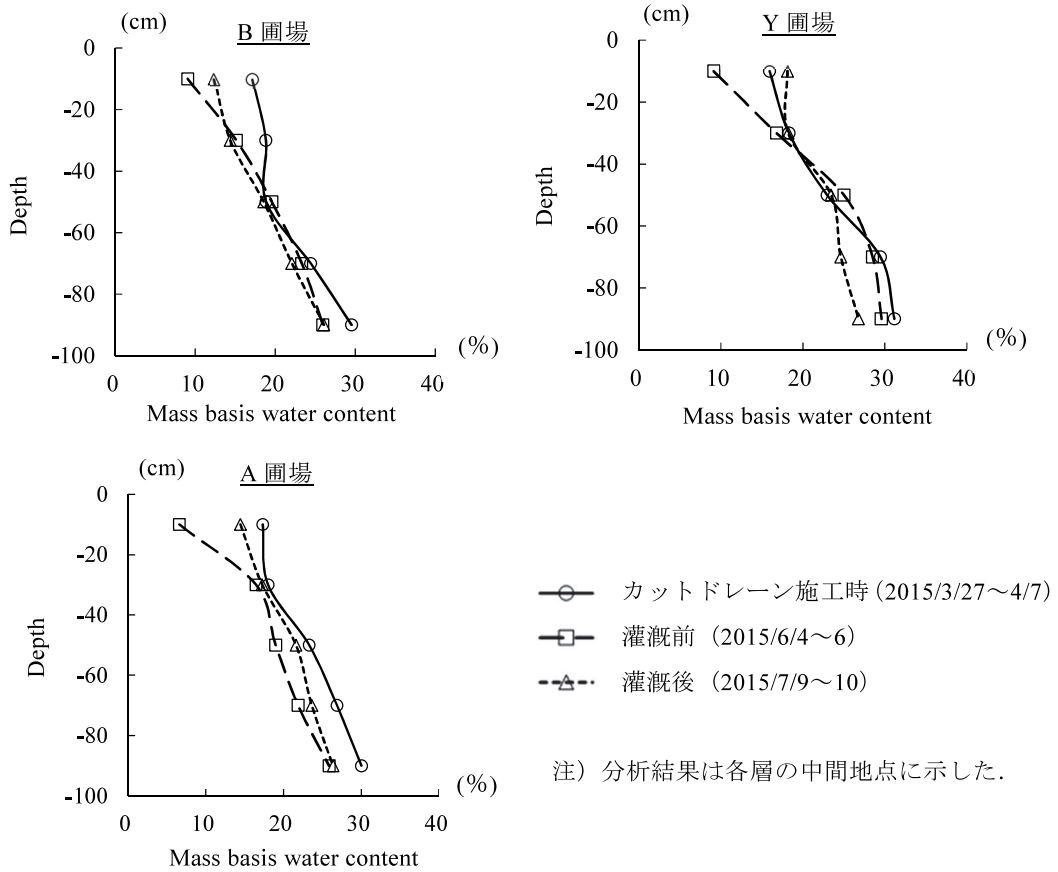 (cm)
B 圃場
0
-20
-40
-60
-80
-100
Depth
0
10
20
30
40
(%)
Mass basis water content
(cm)
Y 圃場
0
-20
-40
-60
-80
-100
Depth
0
10
20
30
40
(%)
Mass basis water content
(cm)
A 圃場
0
-20
-40
-60
-80
-100
Depth
0
10
20
30
40
(%)
Mass basis water content
カットドレーン施工時 (2015/3/27~4/7)
灌漑前（2015/6/4~6）
灌漑後（2015/7/9~10）
注）分析結果は各層の中間地点に示した.